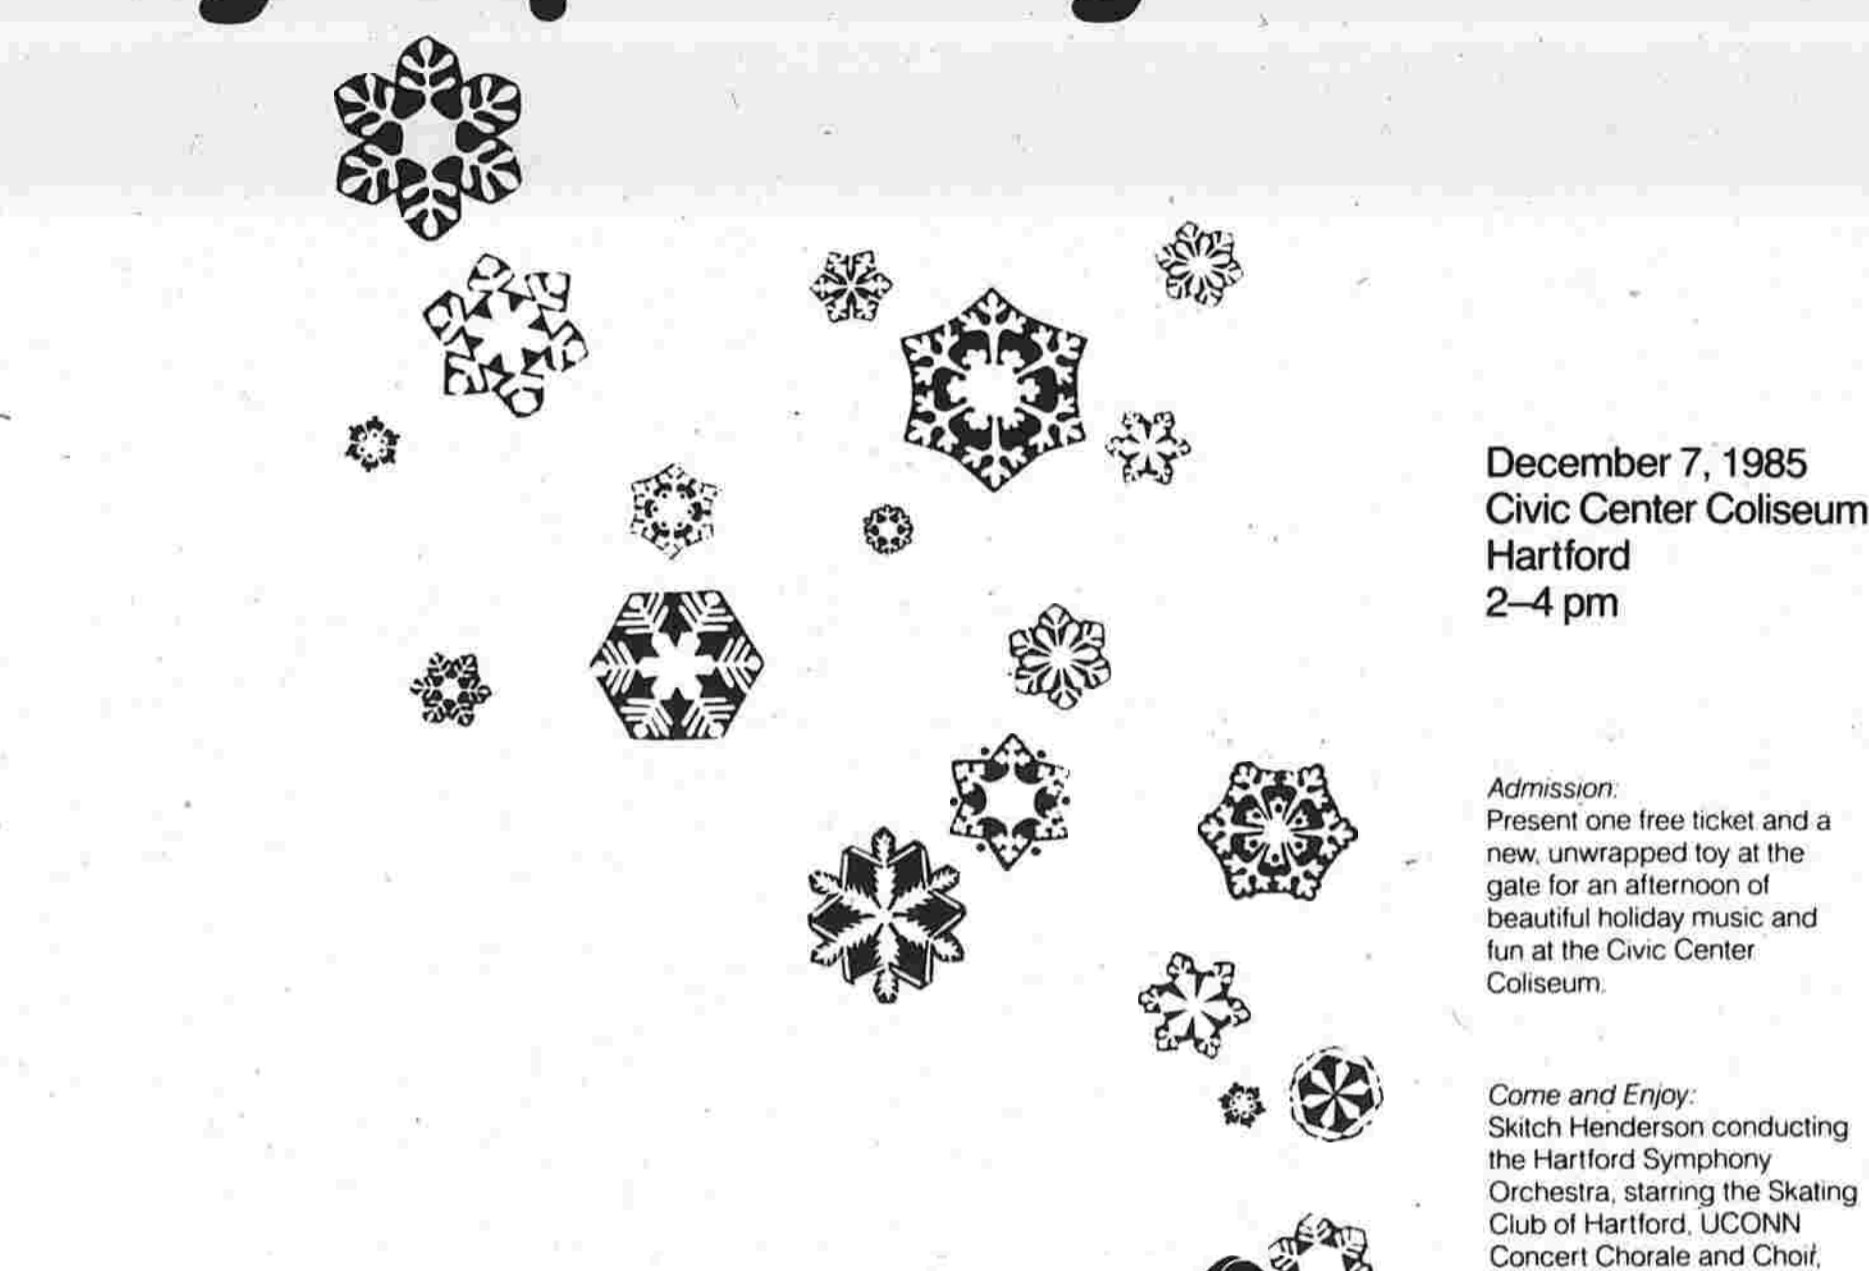 December 7, 1985
Civic Center Coliseum
Hartford
2–4 pm
Admission:
Present one free ticket and a
new, unwrapped toy at the
gate for an afternoon of
beautiful holiday music and
fun at the Civic Center
Coliseum.
Come and Enjoy:
Skitch Henderson conducting
the Hartford Symphony
Orchestra, starring the Skating
Club of Hartford, UCONN
Concert Chorale and Choir,